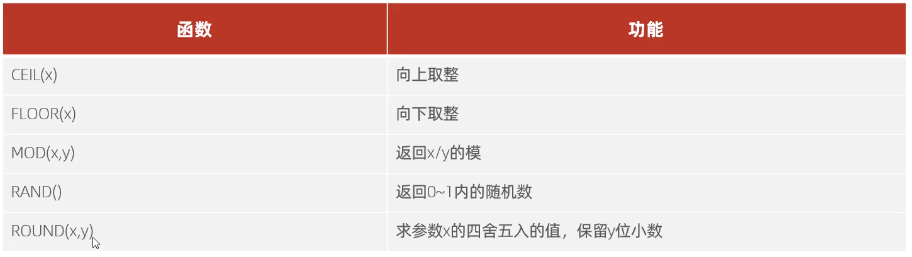 函数 功能
CEIL(x) 向上取整
FLOOR(x) 向下取整
MOD(x,y) 返回x/y的模
RAND() 返回0~1内的随机数
ROUND(x,y) 求参数x的四舍五入的值，保留y位小数